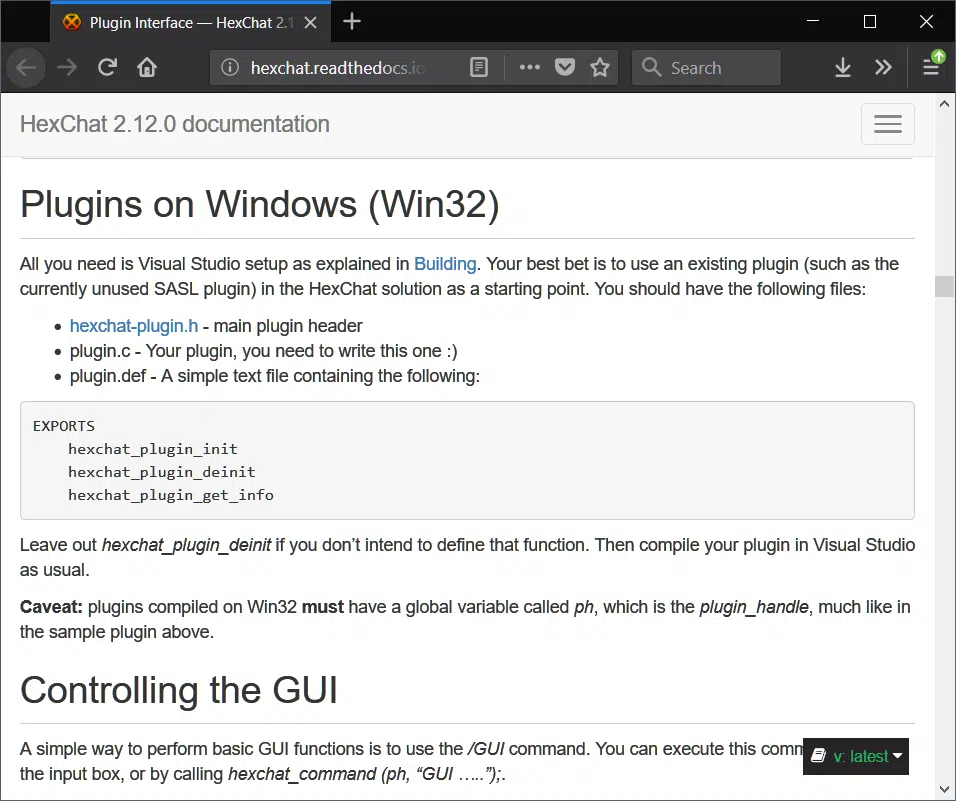 Plugin Interface — HexChat 2.1
hexchat.readthedocs.io
Search
HexChat 2.12.0 documentation
Plugins on Windows (Win32)
All you need is Visual Studio setup as explained in Building. Your best bet is to use an existing plugin (such as the
currently unused SASL plugin) in the HexChat solution as a starting point. You should have the following files:
• hexchat-plugin.h - main plugin header
• plugin.c - Your plugin, you need to write this one :)
• plugin.def - A simple text file containing the following:
EXPORTS
    hexchat_plugin_init
    hexchat_plugin_deinit
    hexchat_plugin_get_info
Leave out hexchat_plugin_deinit if you don’t intend to define that function. Then compile your plugin in Visual Studio
as usual.
Caveat: plugins compiled on Win32 must have a global variable called ph, which is the plugin_handle, much like in
the sample plugin above.
Controlling the GUI
A simple way to perform basic GUI functions is to use the /GUI command. You can execute this comm
the input box, or by calling hexchat_command (ph, “GUI …..”);.
v: latest